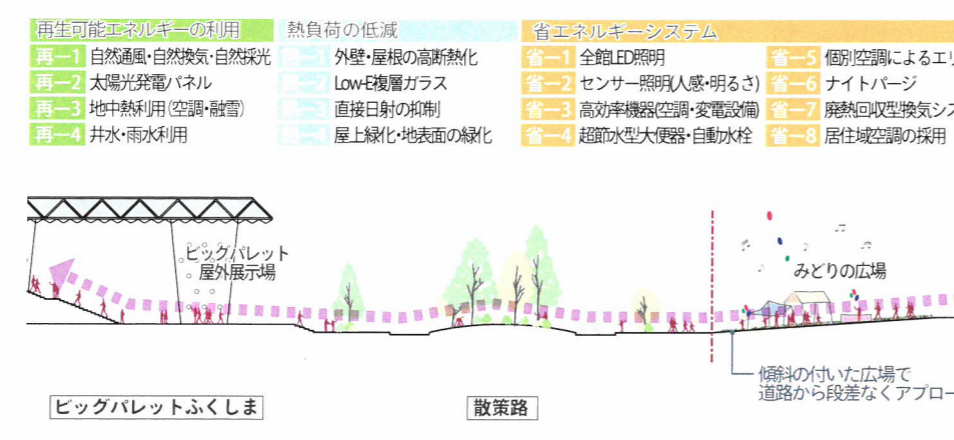 再生可能エネルギーの利用
再―1 自然通風・自然換気・自然採光
再―2 太陽光発電パネル
再―3 地中熱利用（空調・融雪）
再―4 井水・雨水利用
熱負荷の低減
熱―1 外壁・屋根の高断熱化
熱―2 Low-E複層ガラス
熱―3 直接日射の抑制
熱―4 屋上緑化・地表面の緑化
省エネルギーシステム
省―1 全館LED照明
省―2 センサー照明(人感・明るさ)
省―3 高効率機器(空調・変電設備)
省―4 超節水型大便器・自動水栓
省―5 個別空調によるエリ
省―6 ナイトパージ
省―7 廃熱回収型換気シス
省―8 居住域空調の採用
ビッグパレット
屋外展示場
みどりの広場
傾斜の付いた広場で
道路から段差なくアプロー
ビッグパレットふくしま
散策路